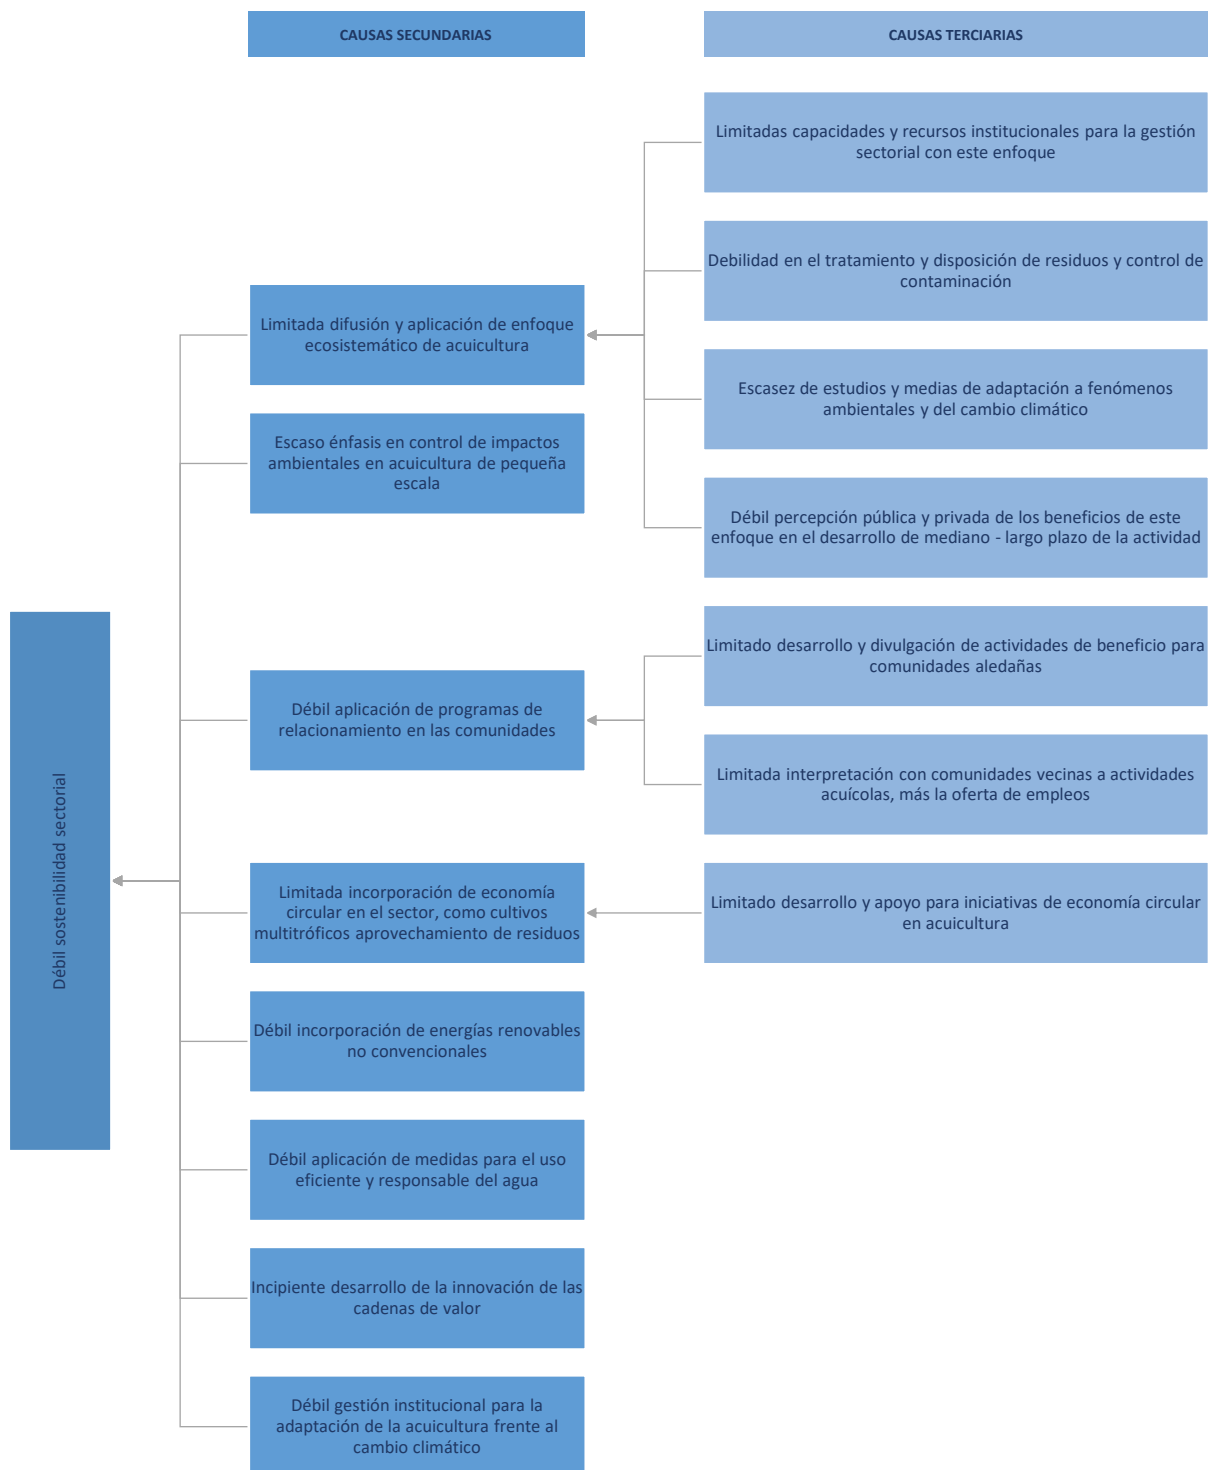 CAUSAS SECUNDARIAS
CAUSAS TERCIARIAS
Limitadas capacidades y recursos institucionales para la gestión
sectorial con este enfoque
Debilidad en el tratamiento y disposición de residuos y control de
contaminación
Limitada difusión y aplicación de enfoque
ecosistemático de acuicultura
Escasez de estudios y medias de adaptación a fenómenos
ambientales y del cambio climático
Escaso énfasis en control de impactos
ambientales en acuicultura de pequeña
escala
Débil percepción pública y privada de los beneficios de este
enfoque en el desarrollo de mediano - largo plazo de la actividad
Limitado desarrollo y divulgación de actividades de beneficio para
comunidades aledañas
Débil aplicación de programas de
relacionamiento en las comunidades
Limitada interpretación con comunidades vecinas a actividades
acuícolas, más la oferta de empleos
Débil sostenibilidad sectorial
Limitada incorporación de economía
circular en el sector, como cultivos
multitróficos aprovechamiento de residuos
Limitado desarrollo y apoyo para iniciativas de economía circular
en acuicultura
Débil incorporación de energías renovables
no convencionales
Débil aplicación de medidas para el uso
eficiente y responsable del agua
Incipiente desarrollo de la innovación de las
cadenas de valor
Débil gestión institucional para la
adaptación de la acuicultura frente al
cambio climático